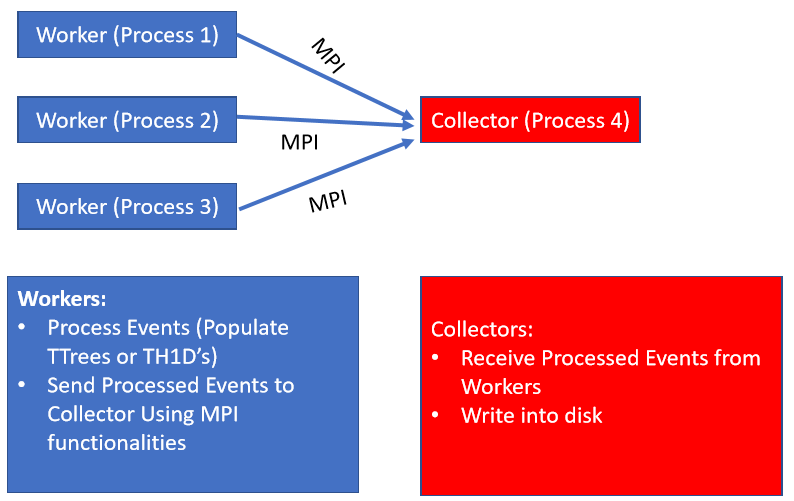 Worker (Process 1)
MPI
Worker (Process 2)
MPI
Collector (Process 4)
Worker (Process 3)
MPI
Workers:
• Process Events (Populate
TTrees or TH1D’s)
• Send Processed Events to
Collector Using MPI
functionalities
Collectors:
• Receive Processed Events from
Workers
• Write into disk